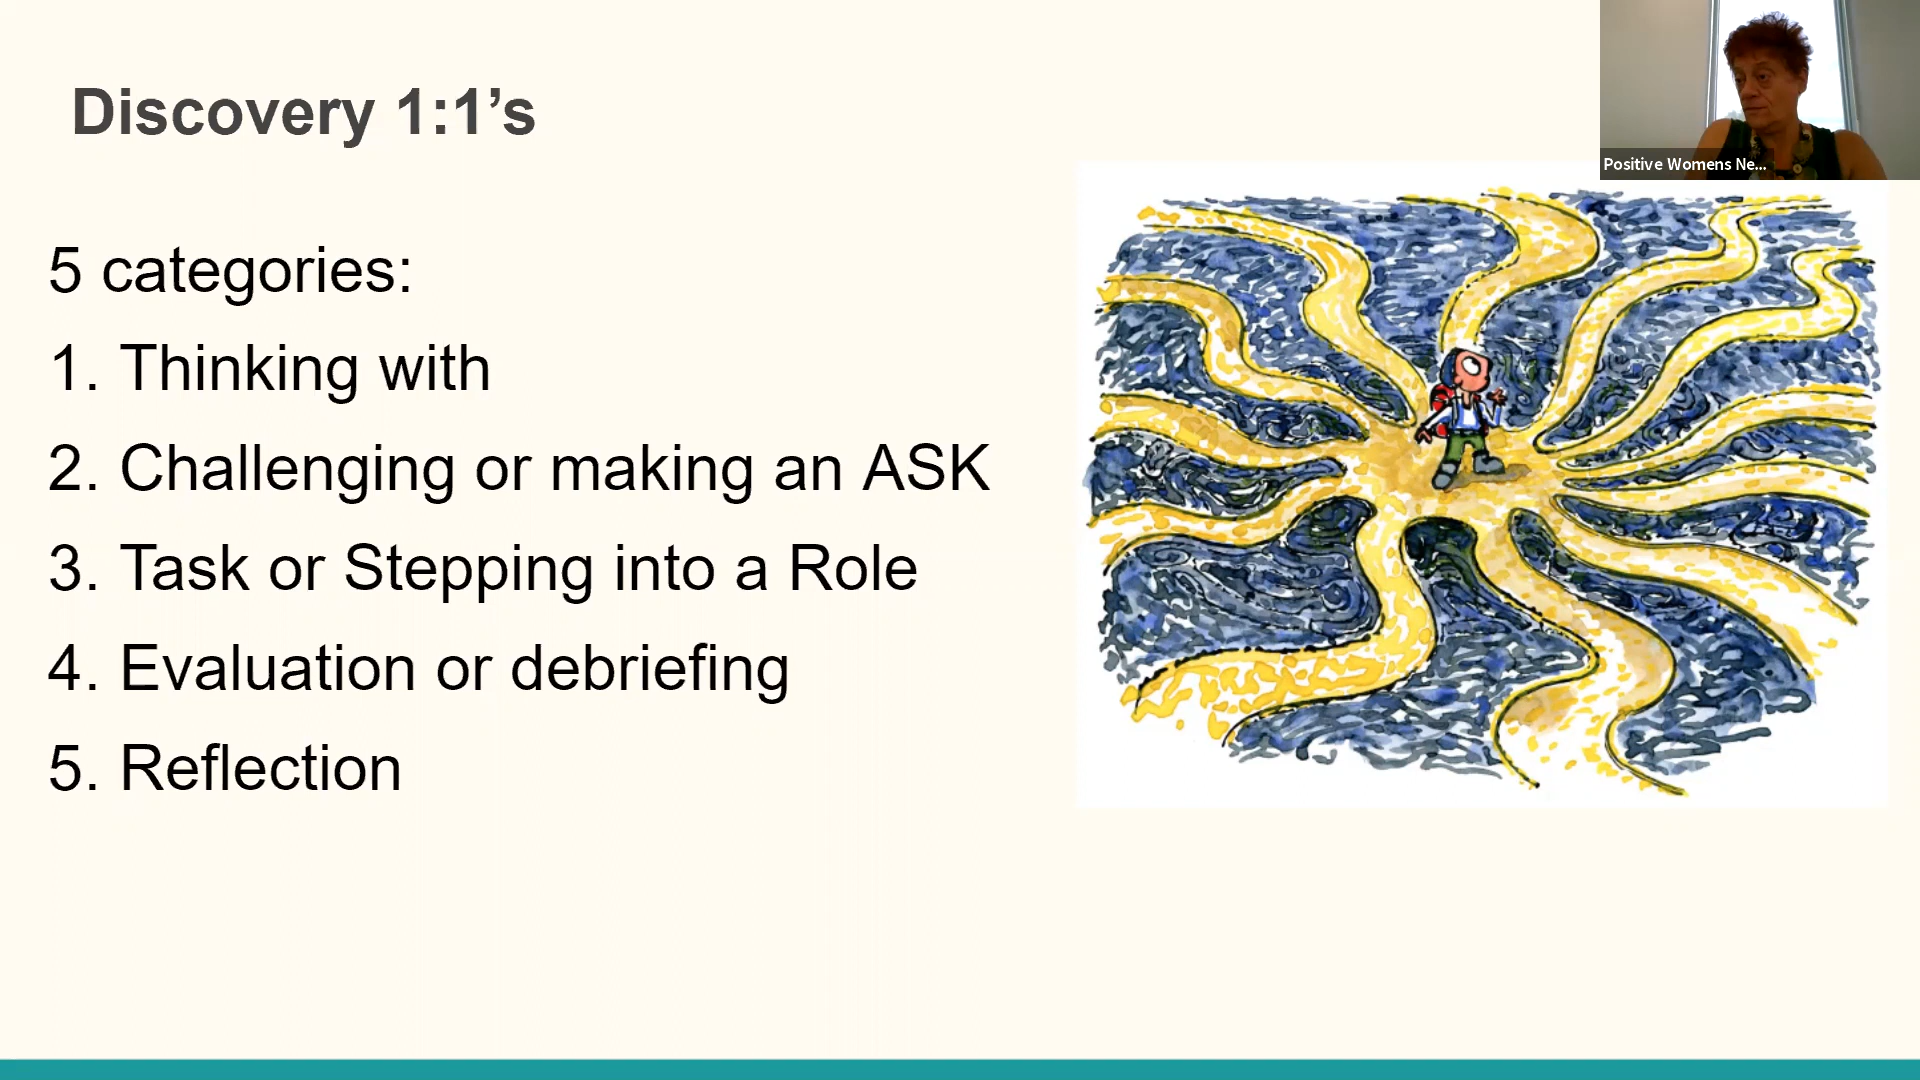 Discovery 1:1’s
Positive Womens Ne...
5 categories:
1. Thinking with
2. Challenging or making an ASK
3. Task or Stepping into a Role
4. Evaluation or debriefing
5. Reflection